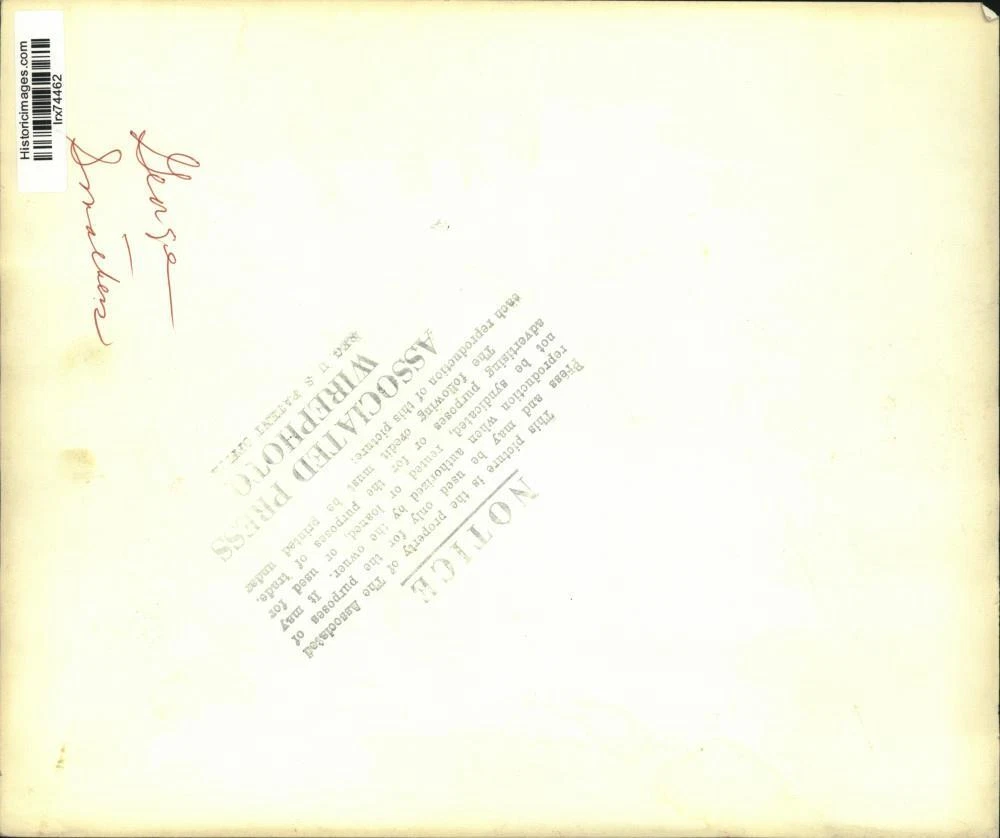 Historicimages.com
lrx74462
George
Smathers
NOTICE
This picture is the property of The Associated
Press and may be used only for the purposes of
reproduction when authorized by the owner. It may
not be syndicated, rented or loaned, or used for
advertising purposes or for purposes of trade.
The following credit must be printed under
each reproduction of this picture:
ASSOCIATED PRESS
WIREPHOTO
REG U S PATENT